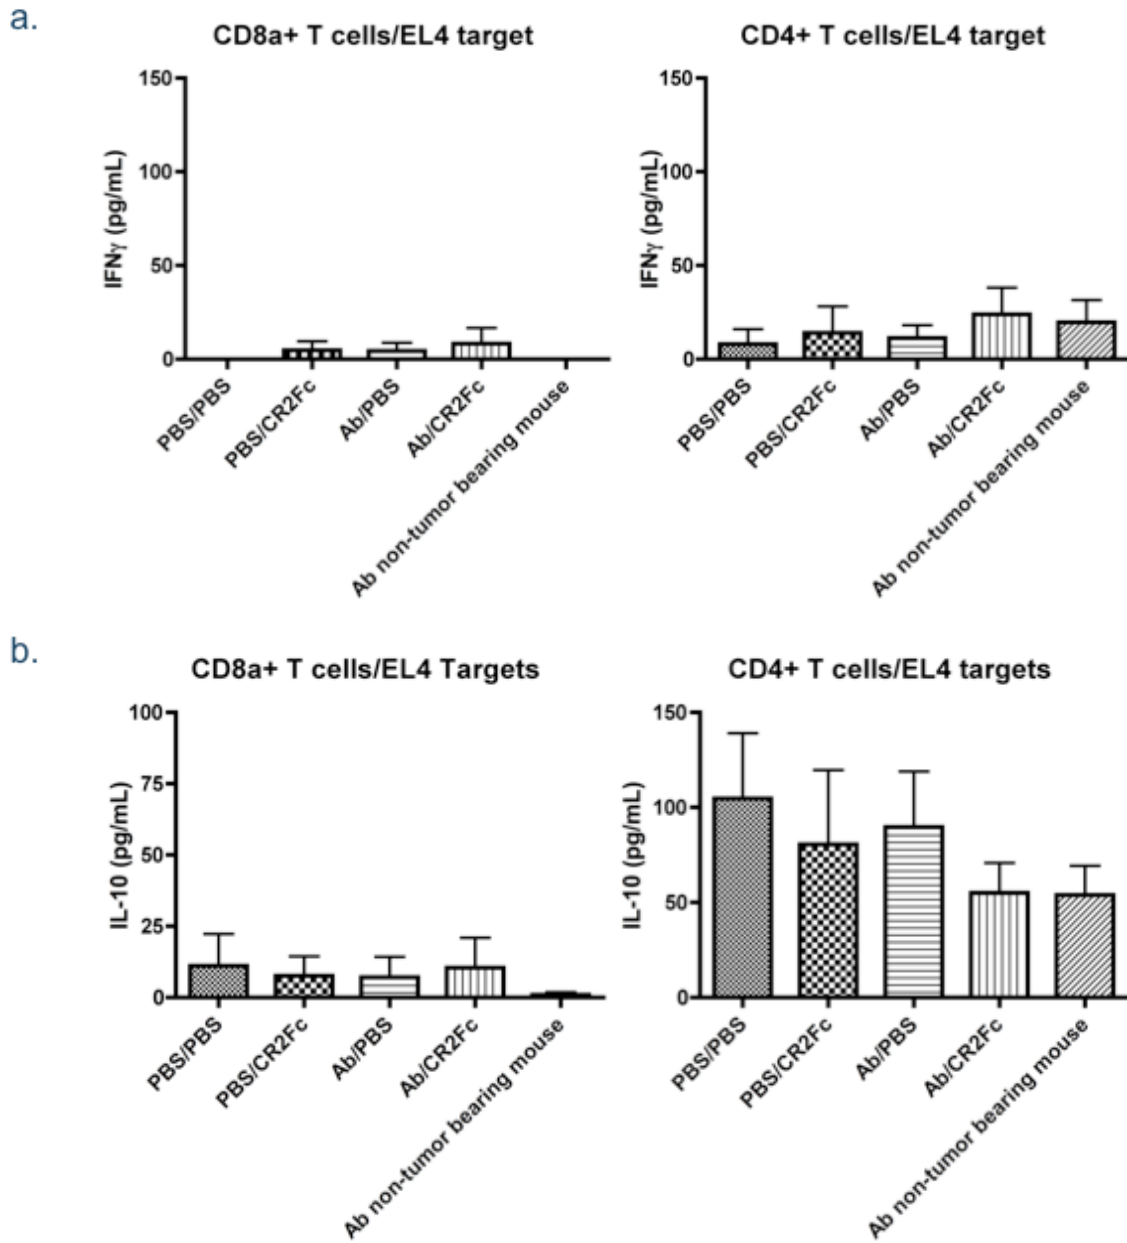 a.
CD8a+ T cells/EL4 target
IFNγ (pg/mL)
150
100
50
0
PBS/PBS
PBS/CR2Fc
Ab/PBS
Ab/CR2Fc
Ab non-tumor bearing mouse
CD4+ T cells/EL4 target
IFNγ (pg/mL)
150
100
50
0
PBS/PBS
PBS/CR2Fc
Ab/PBS
Ab/CR2Fc
Ab non-tumor bearing mouse
b.
CD8a+ T cells/EL4 Targets
IL-10 (pg/mL)
100
75
50
25
0
PBS/PBS
PBS/CR2Fc
Ab/PBS
Ab/CR2Fc
Ab non-tumor bearing mouse
CD4+ T cells/EL4 targets
IL-10 (pg/mL)
150
100
50
0
PBS/PBS
PBS/CR2Fc
Ab/PBS
Ab/CR2Fc
Ab non-tumor bearing mouse